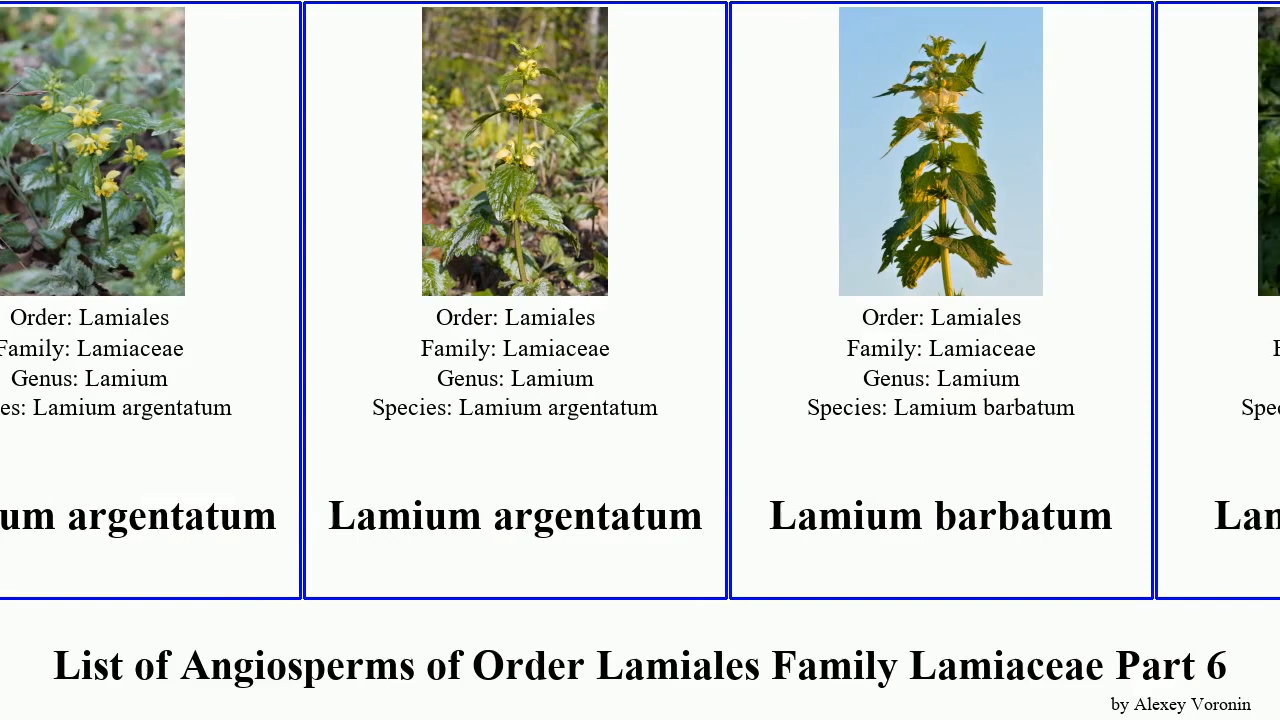 Order: Lamiales
Family: Lamiaceae
Genus: Lamium
es: Lamium argentatum
um argentatum
Order: Lamiales
Family: Lamiaceae
Genus: Lamium
Species: Lamium argentatum
Lamium argentatum
Order: Lamiales
Family: Lamiaceae
Genus: Lamium
Species: Lamium barbatum
Lamium barbatum
Spe
Lan
List of Angiosperms of Order Lamiales Family Lamiaceae Part 6
by Alexey Voronin